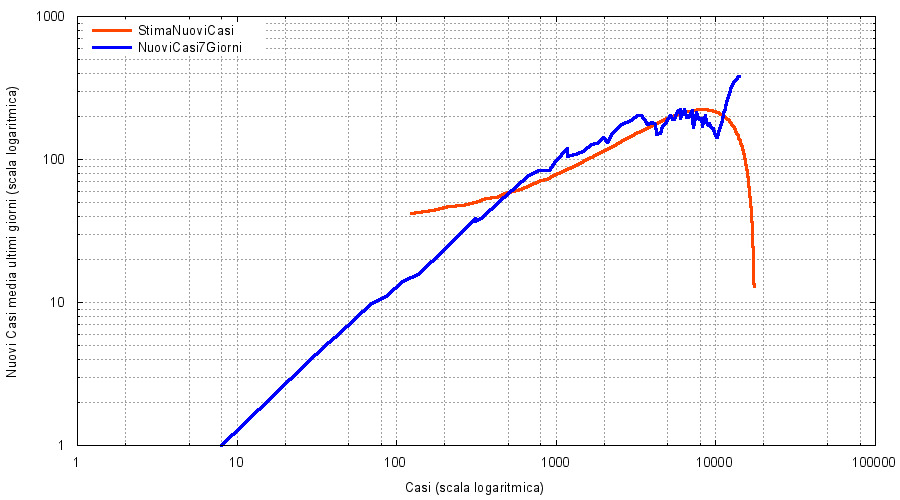 1000
StimaNuoviCasi
NuoviCasi7Giorni
100
10
1
Nuovi Casi media ultimi giorni (scala logaritmica)
1 10 100 1000 10000 100000
Casi (scala logaritmica)